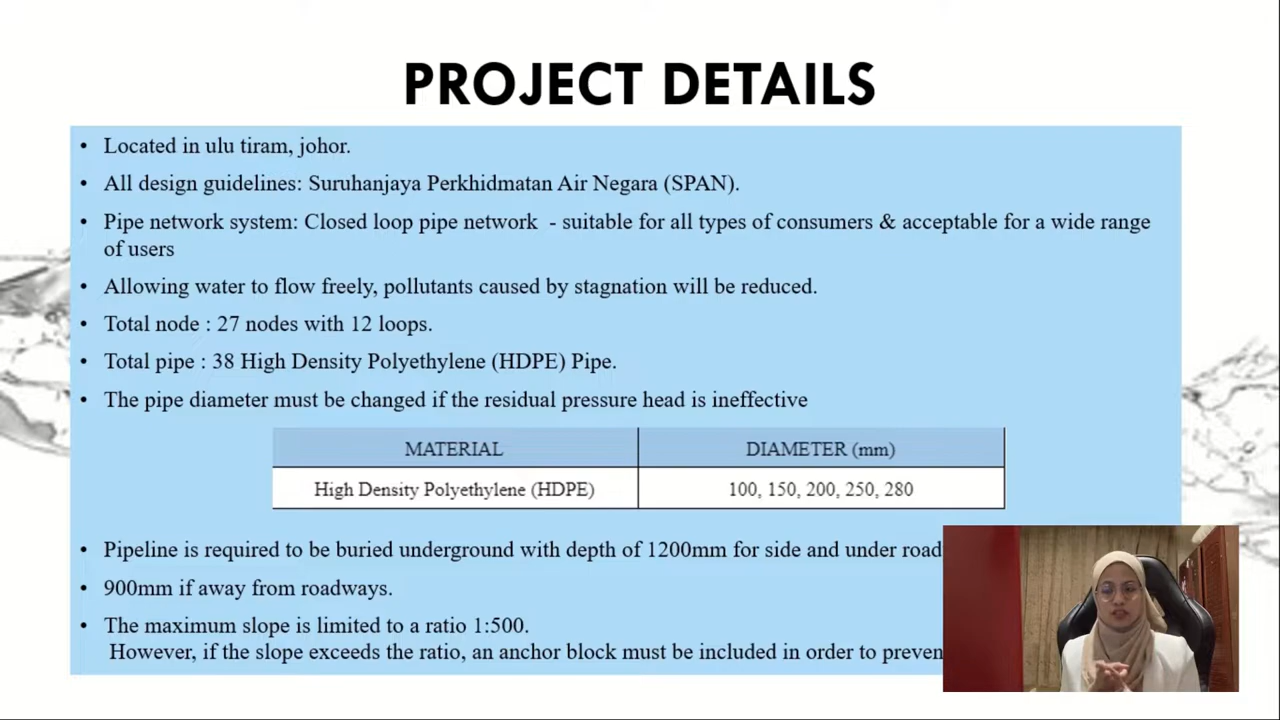 PROJECT DETAILS
• Located in ulu tiram, johor.
• All design guidelines: Suruhanjaya Perkhidmatan Air Negara (SPAN).
• Pipe network system: Closed loop pipe network - suitable for all types of consumers & acceptable for a wide range
of users
• Allowing water to flow freely, pollutants caused by stagnation will be reduced.
• Total node : 27 nodes with 12 loops.
• Total pipe : 38 High Density Polyethylene (HDPE) Pipe.
• The pipe diameter must be changed if the residual pressure head is ineffective
MATERIAL DIAMETER (mm)
High Density Polyethylene (HDPE) 100, 150, 200, 250, 280
• Pipeline is required to be buried underground with depth of 1200mm for side and under road
• 900mm if away from roadways.
• The maximum slope is limited to a ratio 1:500.
However, if the slope exceeds the ratio, an anchor block must be included in order to preven